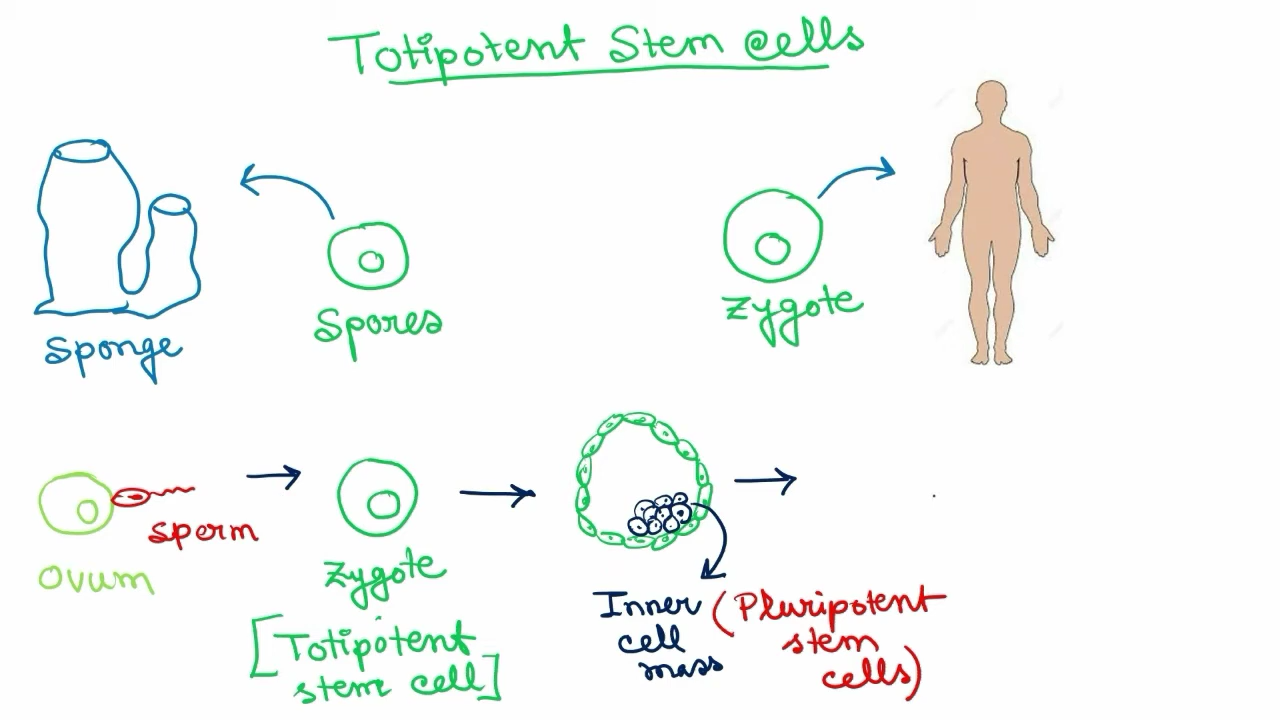 Totipotent Stem cells
Sponge
Spores
Zygote
Ovum
Sperm
Zygote
[Totipotent
stem cell]
Inner
cell
mass
(Pluripotent
stem
cells)